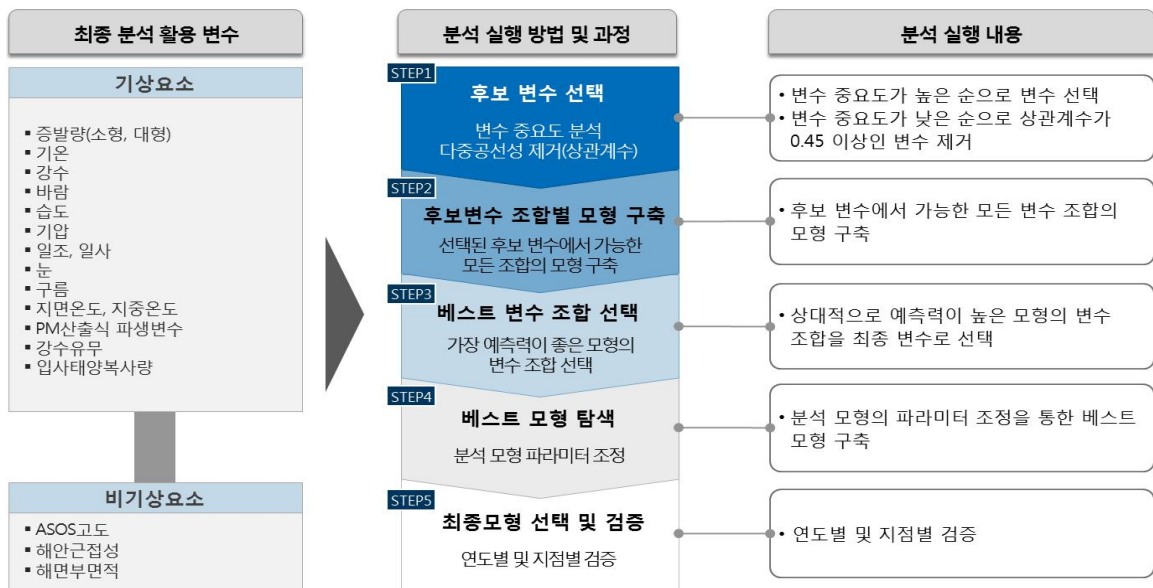 최종 분석 활용 변수
기상요소
▪ 증발량(소형, 대형)
▪ 기온
▪ 강수
▪ 바람
▪ 습도
▪ 기압
▪ 일조, 일사
▪ 눈
▪ 구름
▪ 지면온도, 지중온도
▪ PM산출식 파생변수
▪ 강수유무
▪ 입사태양복사량
비기상요소
▪ ASOS고도
▪ 해안근접성
▪ 해면부면적
분석 실행 방법 및 과정
STEP1
후보 변수 선택
변수 중요도 분석
다중공선성 제거(상관계수)
STEP2
후보변수 조합별 모형 구축
선택된 후보 변수에서 가능한
모든 조합의 모형 구축
STEP3
베스트 변수 조합 선택
가장 예측력이 좋은 모형의
변수 조합 선택
STEP4
베스트 모형 탐색
분석 모형 파라미터 조정
STEP5
최종모형 선택 및 검증
연도별 및 지점별 검증
분석 실행 내용
• 변수 중요도가 높은 순으로 변수 선택
• 변수 중요도가 낮은 순으로 상관계수가
0.45 이상인 변수 제거
• 후보 변수에서 가능한 모든 변수 조합의
모형 구축
• 상대적으로 예측력이 높은 모형의 변수
조합을 최종 변수로 선택
• 분석 모형의 파라미터 조정을 통한 베스트
모형 구축
• 연도별 및 지점별 검증